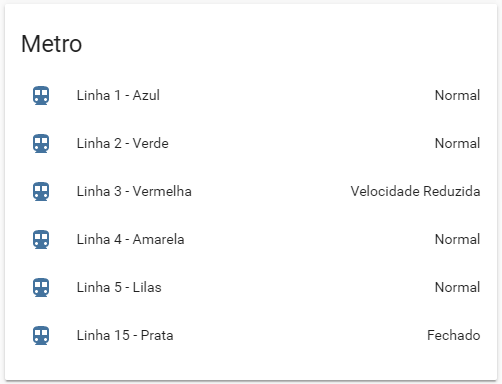 Metro
Linha 1 - Azul Normal
Linha 2 - Verde Normal
Linha 3 - Vermelha Velocidade Reduzida
Linha 4 - Amarela Normal
Linha 5 - Lilas Normal
Linha 15 - Prata Fechado